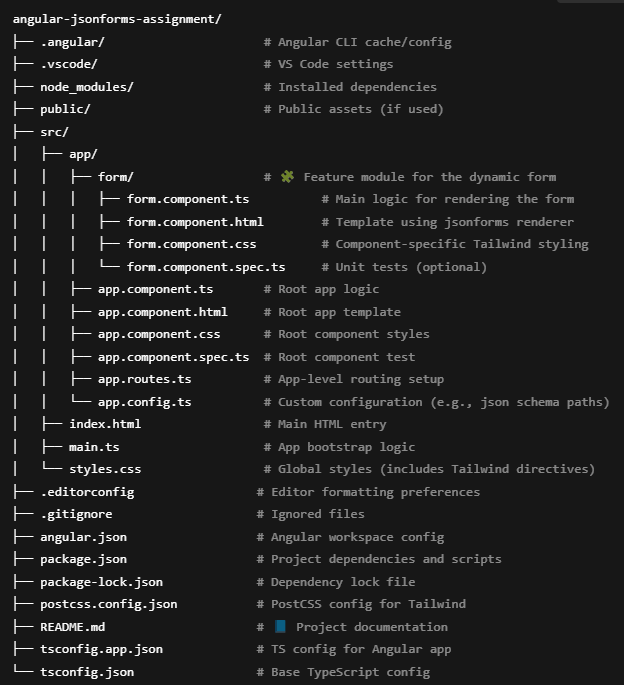 angular-jsonforms-assignment/
├── .angular/                      # Angular CLI cache/config
├── .vscode/                       # VS Code settings
├── node_modules/                  # Installed dependencies
├── public/                        # Public assets (if used)
├── src/
│   ├── app/
│   │   ├── form/                  # 🧩 Feature module for the dynamic form
│   │   │   ├── form.component.ts          # Main logic for rendering the form
│   │   │   ├── form.component.html        # Template using jsonforms renderer
│   │   │   ├── form.component.css         # Component-specific Tailwind styling
│   │   │   └── form.component.spec.ts     # Unit tests (optional)
│   │   ├── app.component.ts       # Root app logic
│   │   ├── app.component.html     # Root app template
│   │   ├── app.component.css      # Root component styles
│   │   ├── app.component.spec.ts  # Root component test
│   │   ├── app.routes.ts          # App-level routing setup
│   │   └── app.config.ts          # Custom configuration (e.g., json schema paths)
│   ├── index.html                 # Main HTML entry
│   ├── main.ts                    # App bootstrap logic
│   └── styles.css                 # Global styles (includes Tailwind directives)
├── .editorconfig                 # Editor formatting preferences
├── .gitignore                    # Ignored files
├── angular.json                  # Angular workspace config
├── package.json                  # Project dependencies and scripts
├── package-lock.json             # Dependency lock file
├── postcss.config.json           # PostCSS config for Tailwind
├── README.md                     # 📘 Project documentation
├── tsconfig.app.json             # TS config for Angular app
└── tsconfig.json                 # Base TypeScript config